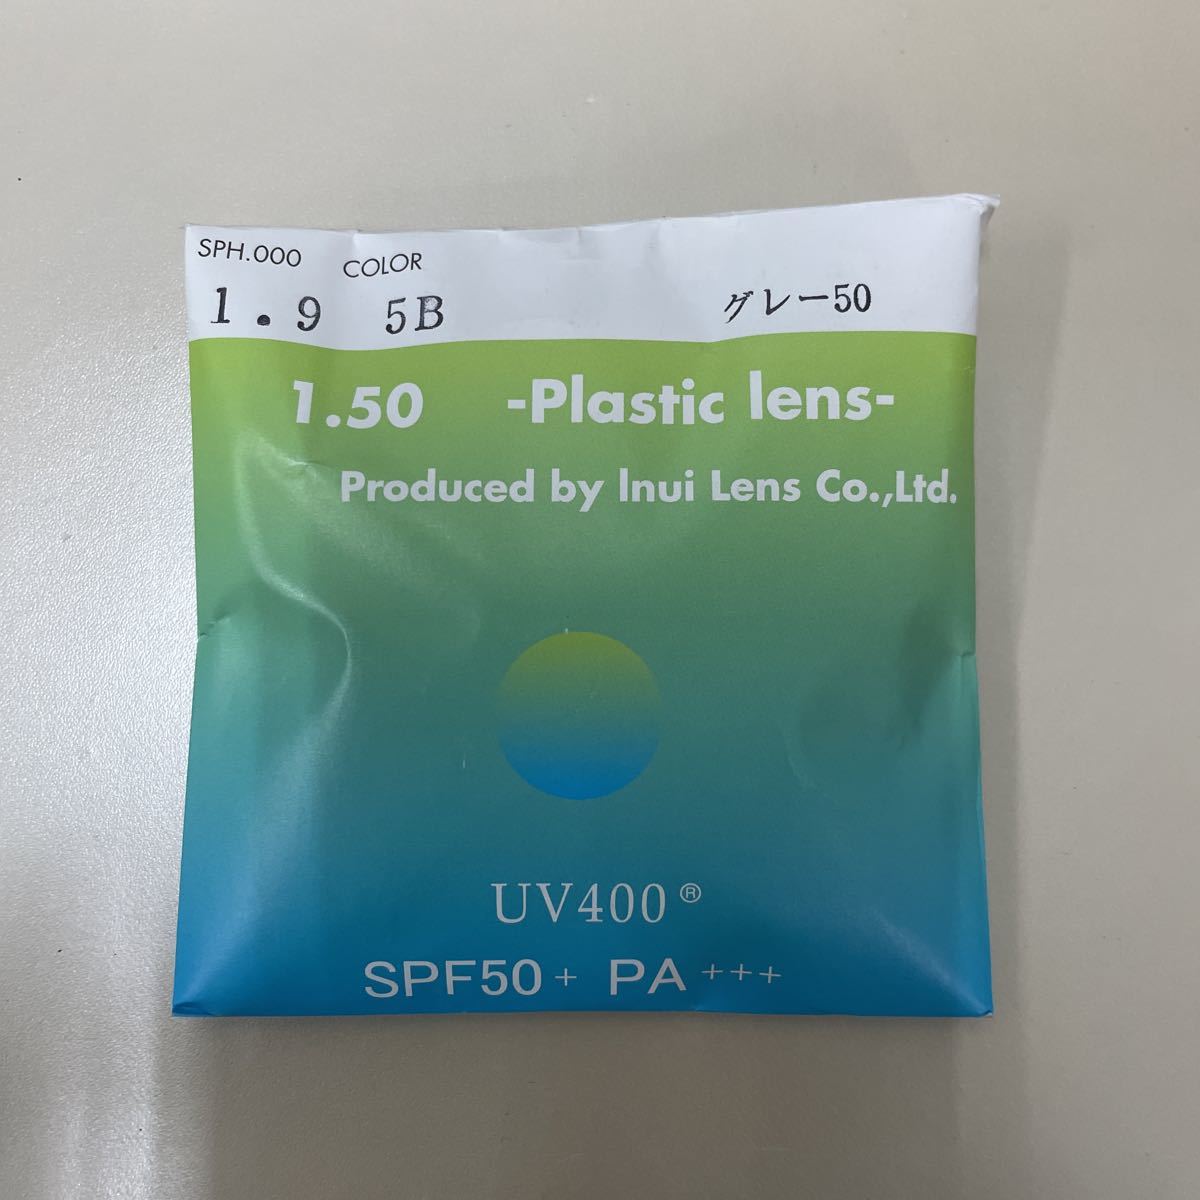 SPH.000 COLOR
1.9 5B グレー50
1.50 -Plastic lens-
Produced by Inui Lens Co.,Ltd.
UV400®
SPF50+ PA+++